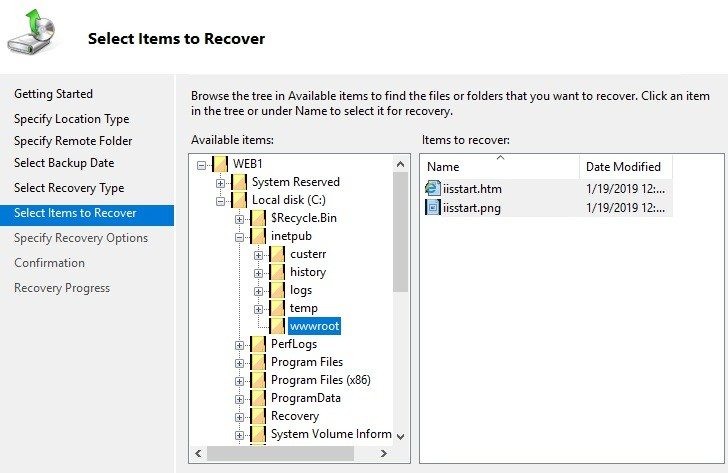 Select Items to Recover
Getting Started
Specify Location Type
Specify Remote Folder
Select Backup Date
Select Recovery Type
Select Items to Recover
Specify Recovery Options
Confirmation
Recovery Progress
Browse the tree in Available items to find the files or folders that you want to recover. Click an item
in the tree or under Name to select it for recovery.
Available items:
WEB1
System Reserved
Local disk (C:)
$Recycle.Bin
inetpub
custerr
history
logs
temp
wwwroot
PerfLogs
Program Files
Program Files (x86)
ProgramData
Recovery
System Volume Inform
Items to recover:
Name Date Modified
iisstart.htm 1/19/2019 12:...
iisstart.png 1/19/2019 12:...